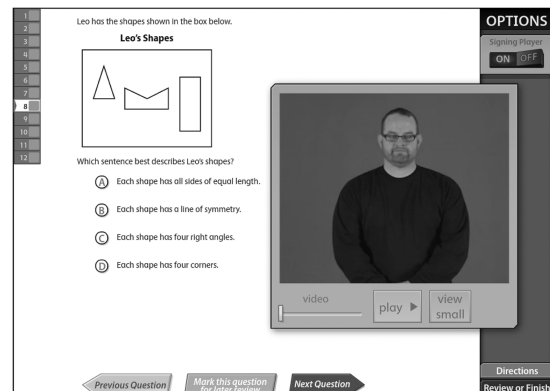 1
2
3
4
5
6
7
8
9
10
11
12
Leo has the shapes shown in the box below.
Leo's Shapes
Which sentence best describes Leo's shapes?
A Each shape has all sides of equal length.
B Each shape has a line of symmetry.
C Each shape has four right angles.
D Each shape has four corners.
video
play
view
small
Previous Question
Mark this question
for later review
Next Question
OPTIONS
Signing Player
ON OFF
Directions
Review or Finish